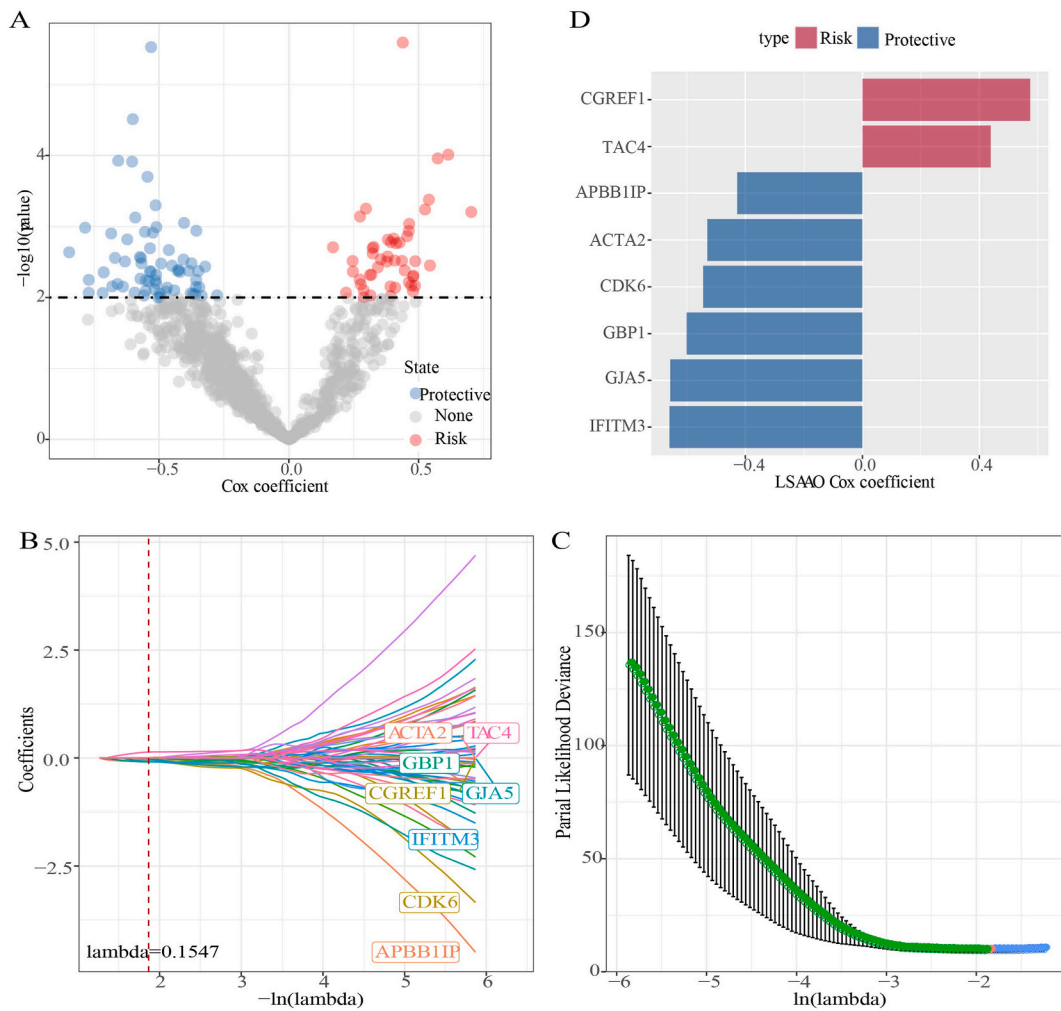 A
−log10(pvalue)
4
2
0
−0.5
0.0
0.5
Cox coefficient
State
Protective
None
Risk
D
type Risk Protective
CGREF1
TAC4
APBB1IP
ACTA2
CDK6
GBP1
GJA5
IFITM3
−0.4
0.0
0.4
LSAAO Cox coefficient
B
Coefficients
5.0
2.5
0.0
−2.5
ACTA2
TAC4
GBP1
CGREF1
GJA5
IFITM3
CDK6
APBB1IP
lambda=0.1547
2
3
4
5
6
−ln(lambda)
C
Parial Likelihood Deviance
150
100
50
0
−6
−5
−4
−3
−2
ln(lambda)